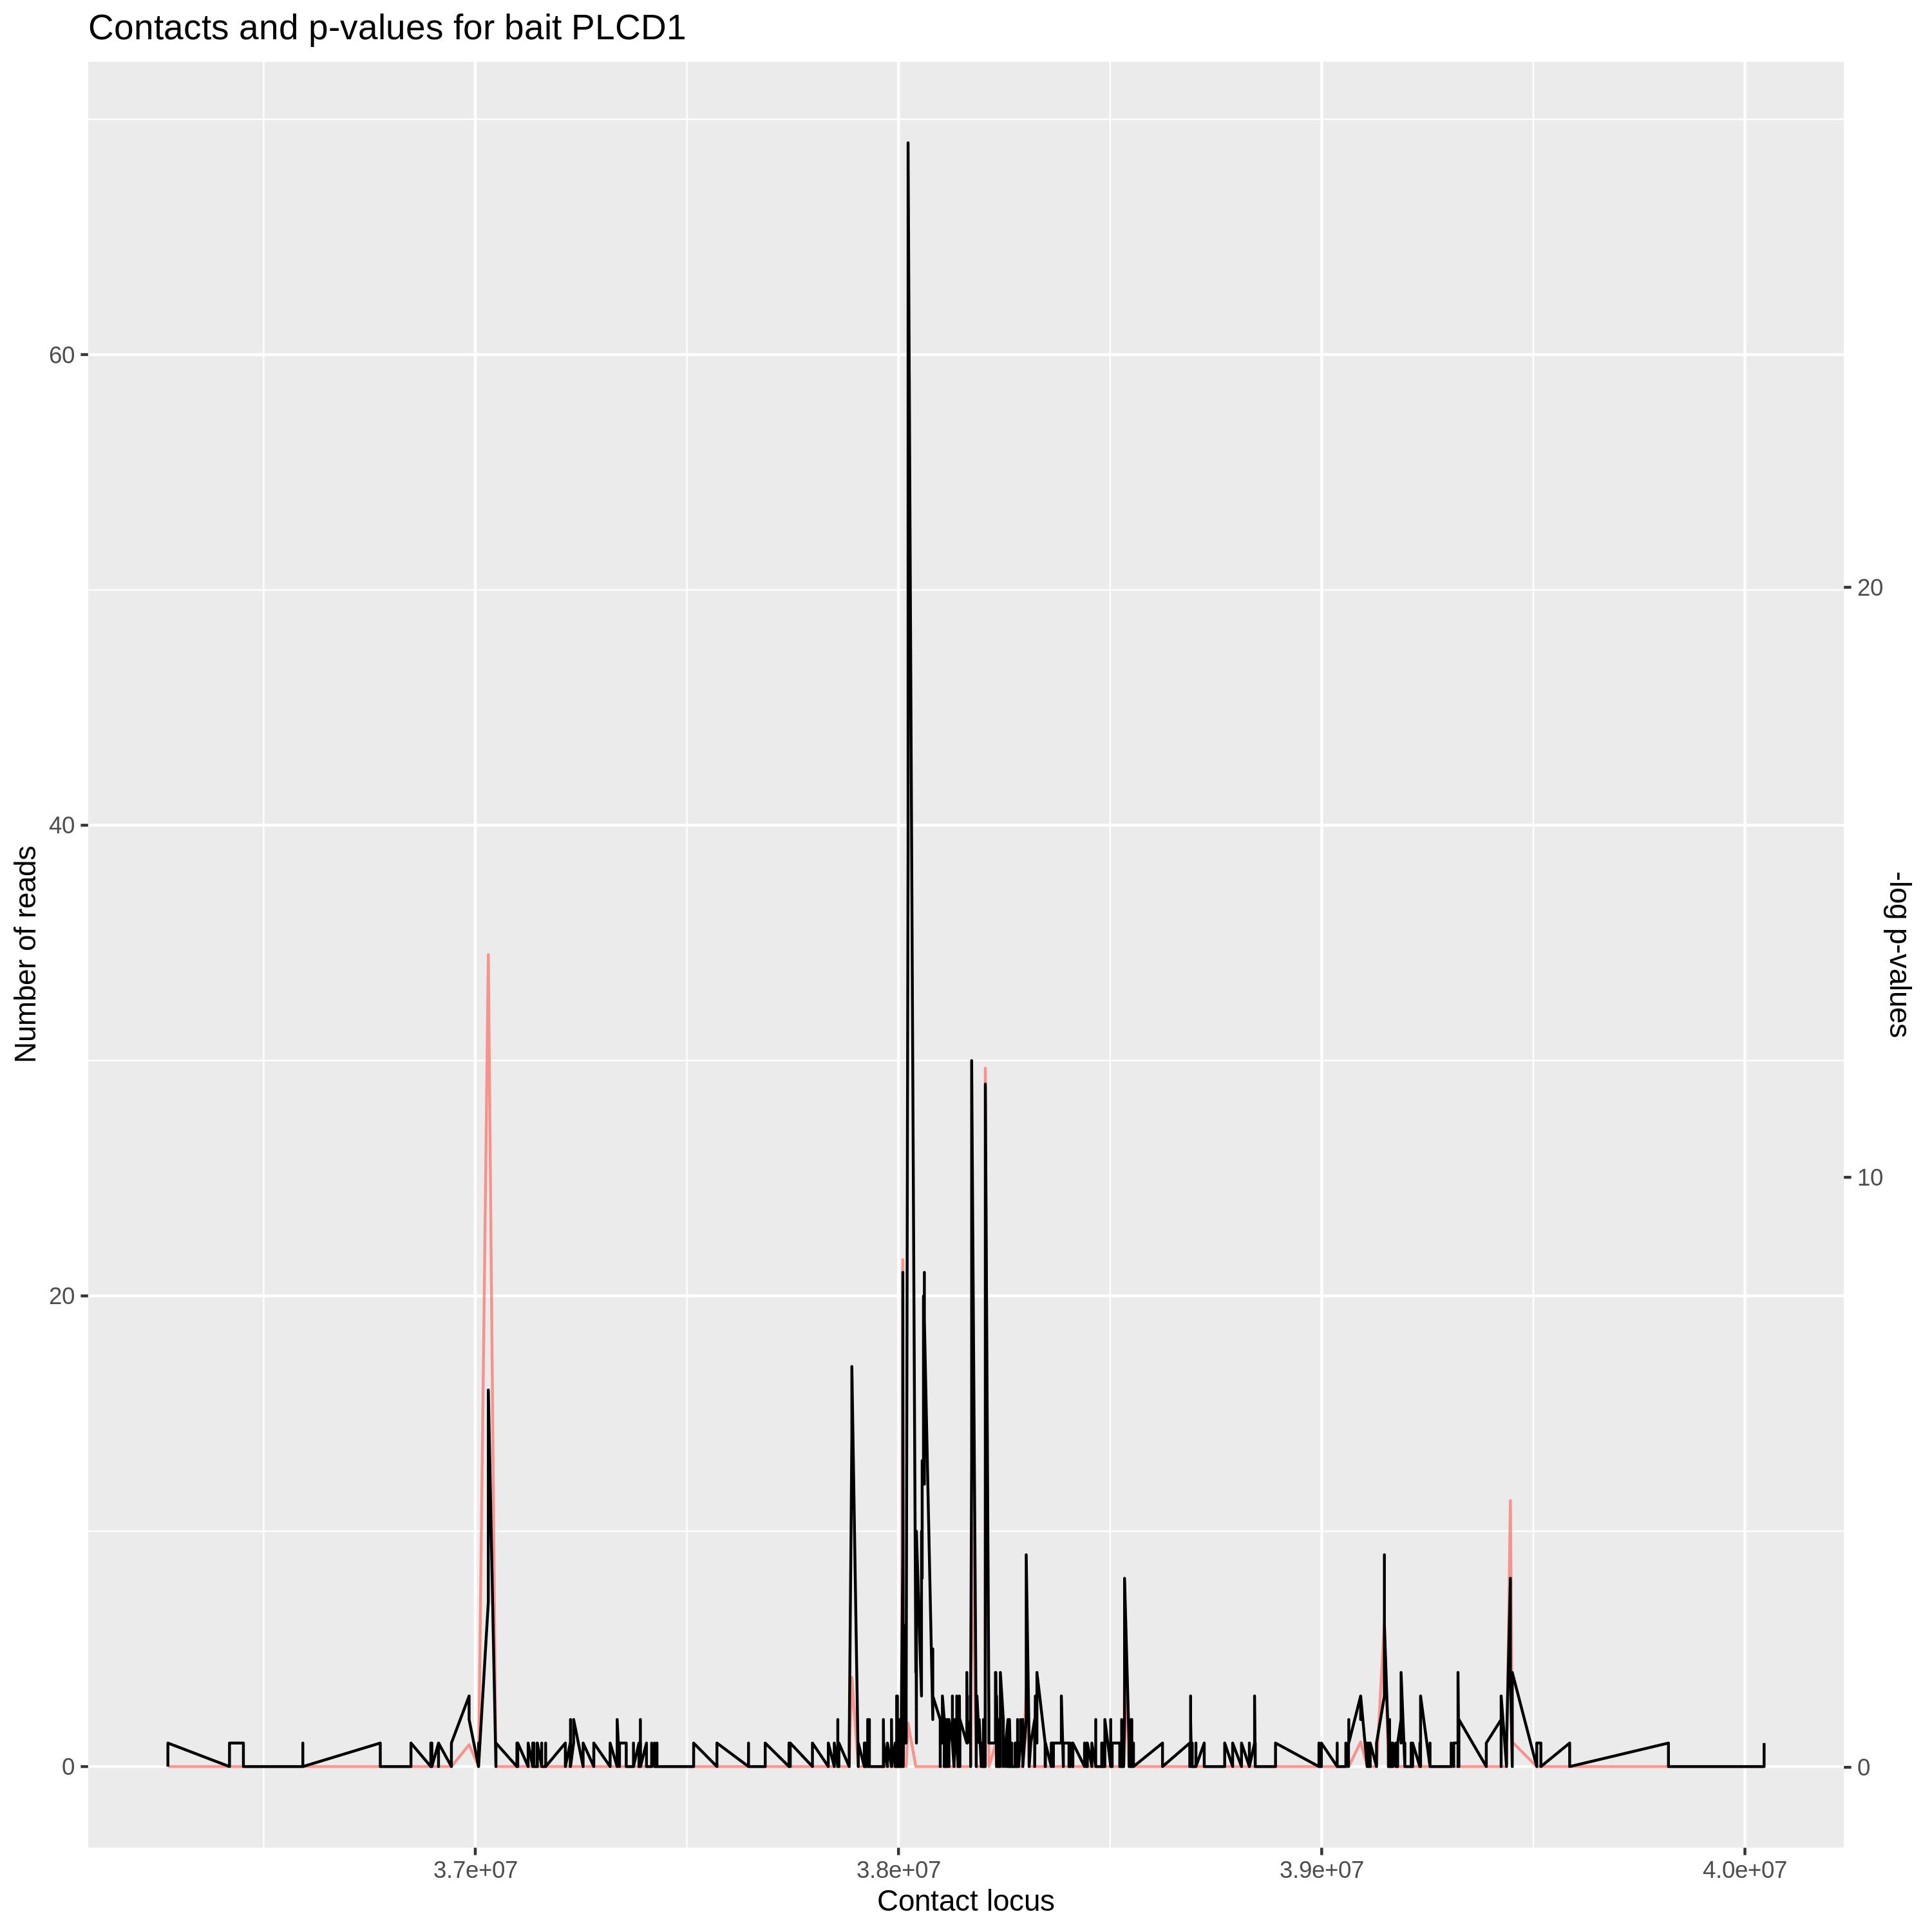 Contacts and p-values for bait PLCD1
60
40
20
0
Number of reads
20
10
0
-log p-values
3.7e+07
3.8e+07
3.9e+07
4.0e+07
Contact locus